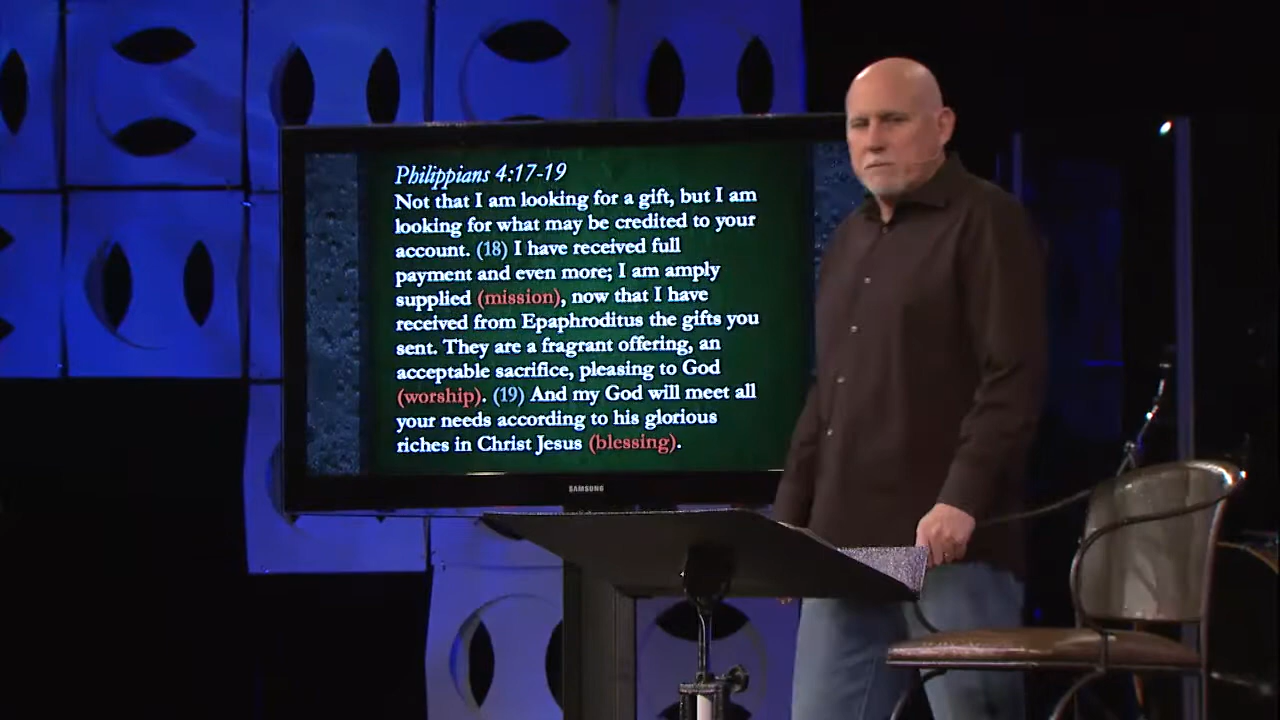 Philippians 4:17-19
Not that I am looking for a gift, but I am
looking for what may be credited to your
account. (18) I have received full
payment and even more; I am amply
supplied (mission), now that I have
received from Epaphroditus the gifts you
sent. They are a fragrant offering, an
acceptable sacrifice, pleasing to God
(worship). (19) And my God will meet all
your needs according to his glorious
riches in Christ Jesus (blessing).
SAMSUNG